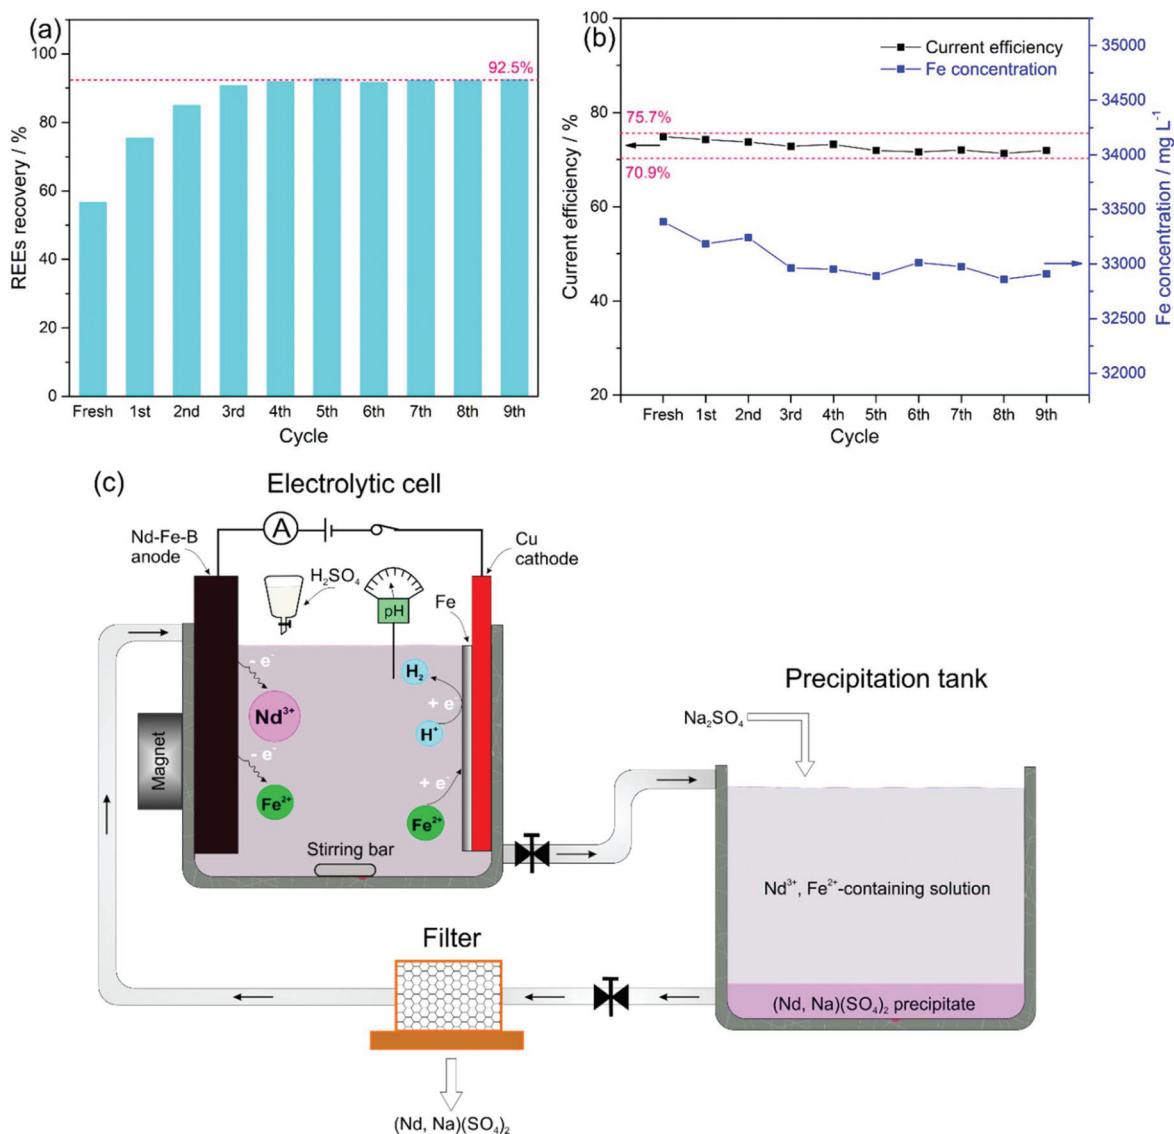 (a)
100
80
60
40
20
0
REEs recovery / %
92.5%
Fresh 1st 2nd 3rd 4th 5th 6th 7th 8th 9th
Cycle
(b)
100
80
60
40
20
Current efficiency / %
Current efficiency
Fe concentration
75.7%
70.9%
35000
34500
34000
33500
33000
32500
32000
Fe concentration / mg L⁻¹
Fresh 1st 2nd 3rd 4th 5th 6th 7th 8th 9th
Cycle
(c)
Electrolytic cell
Nd-Fe-B
anode
A
Cu
cathode
H₂SO₄
pH
Fe
- e⁻
Nd³⁺
- e⁻
Fe²⁺
H₂
+ e⁻
H⁺
+ e⁻
Fe²⁺
Magnet
Stirring bar
Precipitation tank
Na₂SO₄
Nd³⁺, Fe²⁺-containing solution
(Nd, Na)(SO₄)₂ precipitate
Filter
(Nd, Na)(SO₄)₂